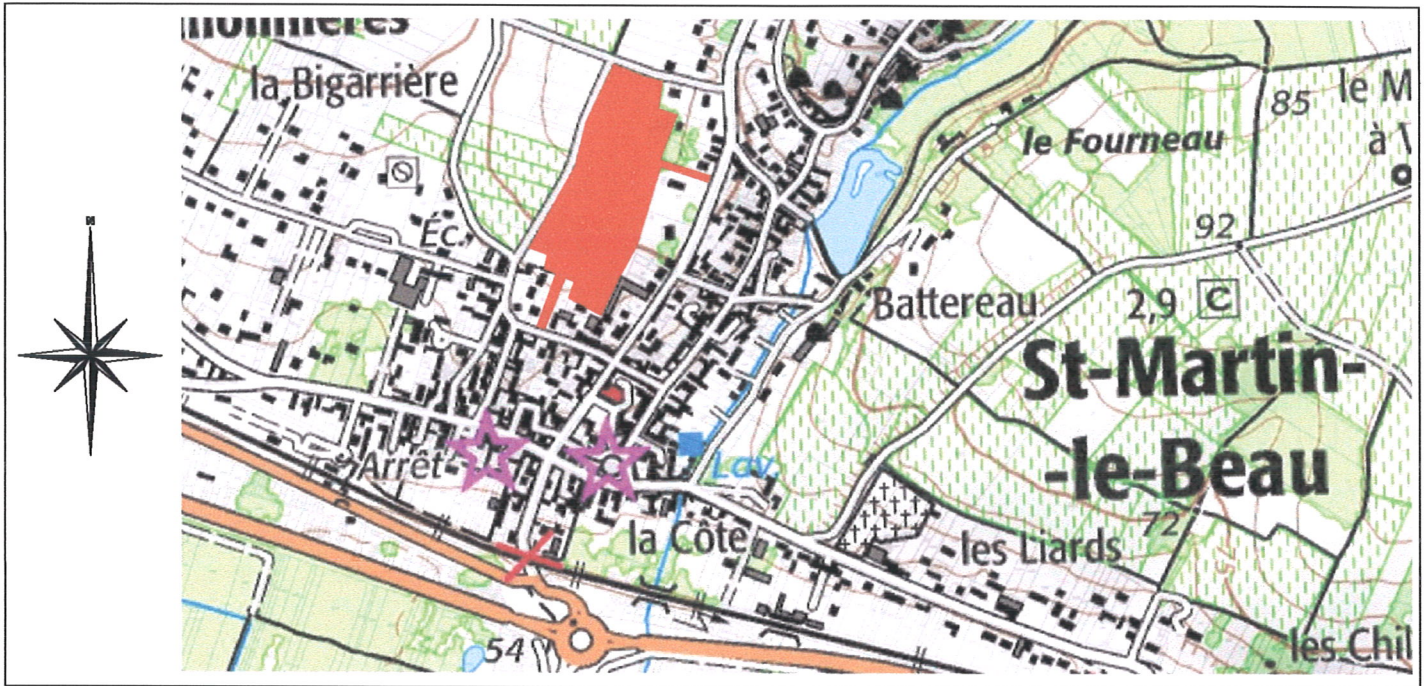 la Bigarrière
85
le M
à V
le Fourneau
92
Éc.
Battereau
2,9
C
St-Martin-
-le-Beau
Arrêt
Lav.
72
la Côte
les Liards
54
les Chil
N